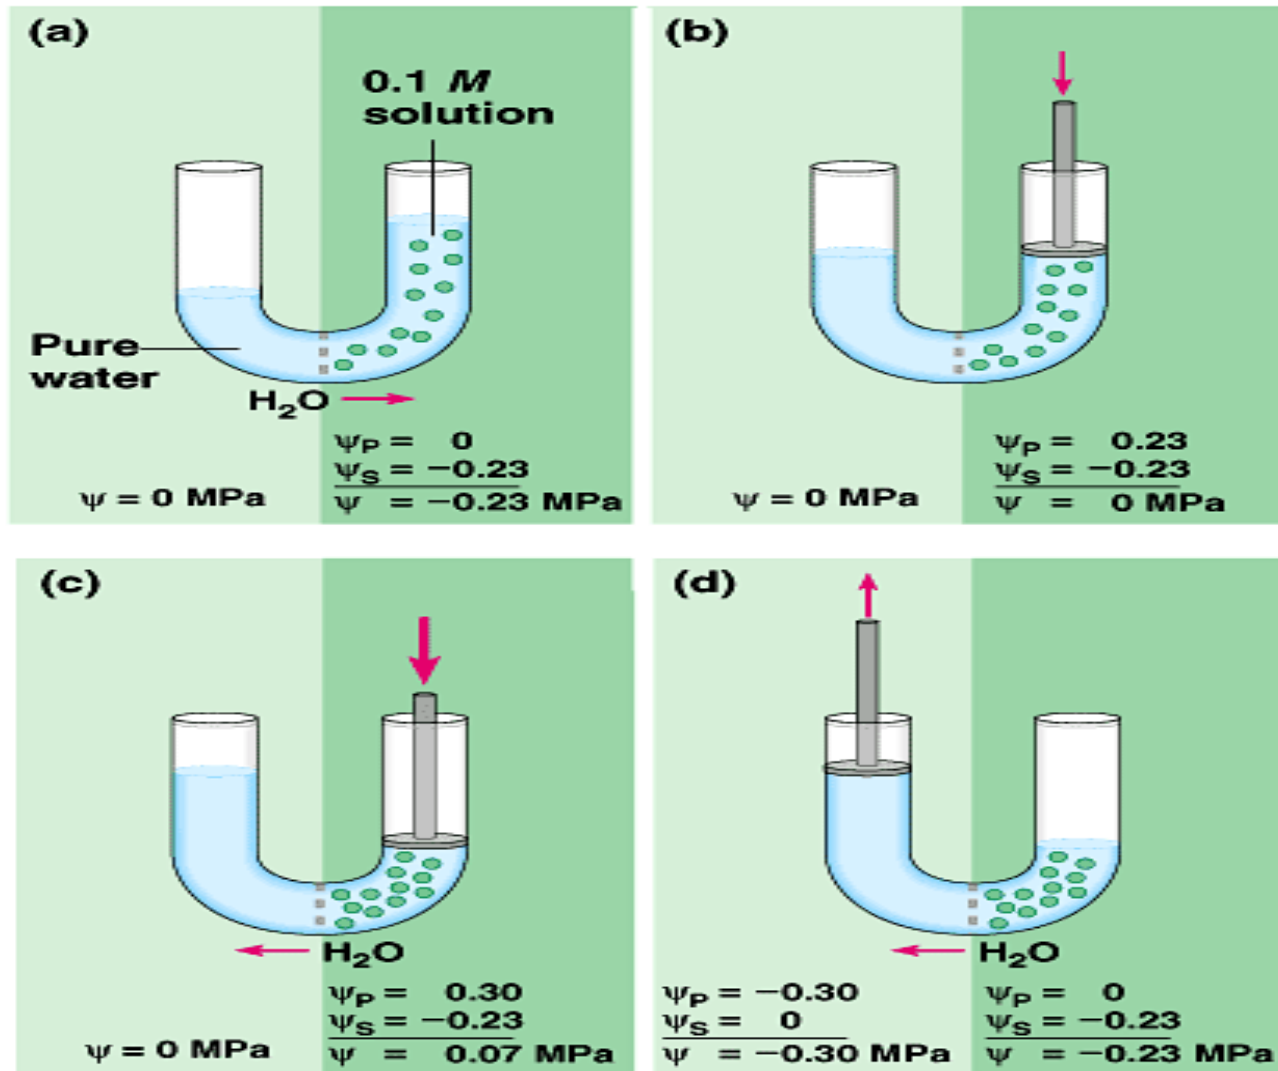 (a)
0.1 M
solution
Pure
water
H₂O
ψP = 0
ψS = −0.23
ψ = 0 MPa
ψ = −0.23 MPa
(b)
ψP = 0.23
ψS = −0.23
ψ = 0 MPa
ψ = 0 MPa
(c)
H₂O
ψP = 0.30
ψS = −0.23
ψ = 0 MPa
ψ = 0.07 MPa
(d)
H₂O
ψP = −0.30
ψS = 0
ψ = −0.30 MPa
ψP = 0
ψS = −0.23
ψ = −0.23 MPa